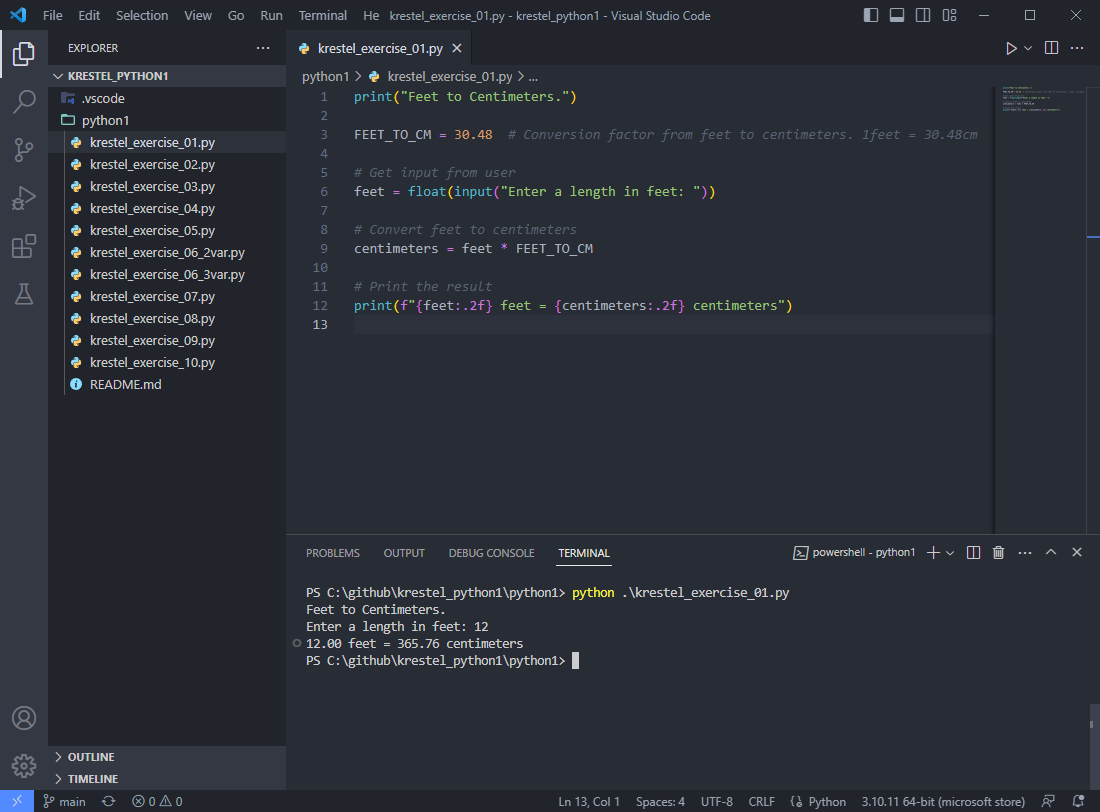 File Edit Selection View Go Run Terminal He krestel_exercise_01.py - krestel_python1 - Visual Studio Code
EXPLORER
KRESTEL_PYTHON1
.vscode
python1
krestel_exercise_01.py
krestel_exercise_02.py
krestel_exercise_03.py
krestel_exercise_04.py
krestel_exercise_05.py
krestel_exercise_06_2var.py
krestel_exercise_06_3var.py
krestel_exercise_07.py
krestel_exercise_08.py
krestel_exercise_09.py
krestel_exercise_10.py
README.md
OUTLINE
TIMELINE
krestel_exercise_01.py
python1 > krestel_exercise_01.py > ...
1 print("Feet to Centimeters.")
2
3 FEET_TO_CM = 30.48  # Conversion factor from feet to centimeters. 1feet = 30.48cm
4
5 # Get input from user
6 feet = float(input("Enter a length in feet: "))
7
8 # Convert feet to centimeters
9 centimeters = feet * FEET_TO_CM
10
11 # Print the result
12 print(f"{feet:.2f} feet = {centimeters:.2f} centimeters")
13
PROBLEMS OUTPUT DEBUG CONSOLE TERMINAL powershell - python1
PS C:\github\krestel_python1\python1> python .\krestel_exercise_01.py
Feet to Centimeters.
Enter a length in feet: 12
12.00 feet = 365.76 centimeters
PS C:\github\krestel_python1\python1>
main 0 0 Ln 13, Col 1 Spaces: 4 UTF-8 CRLF Python 3.10.11 64-bit (microsoft store)